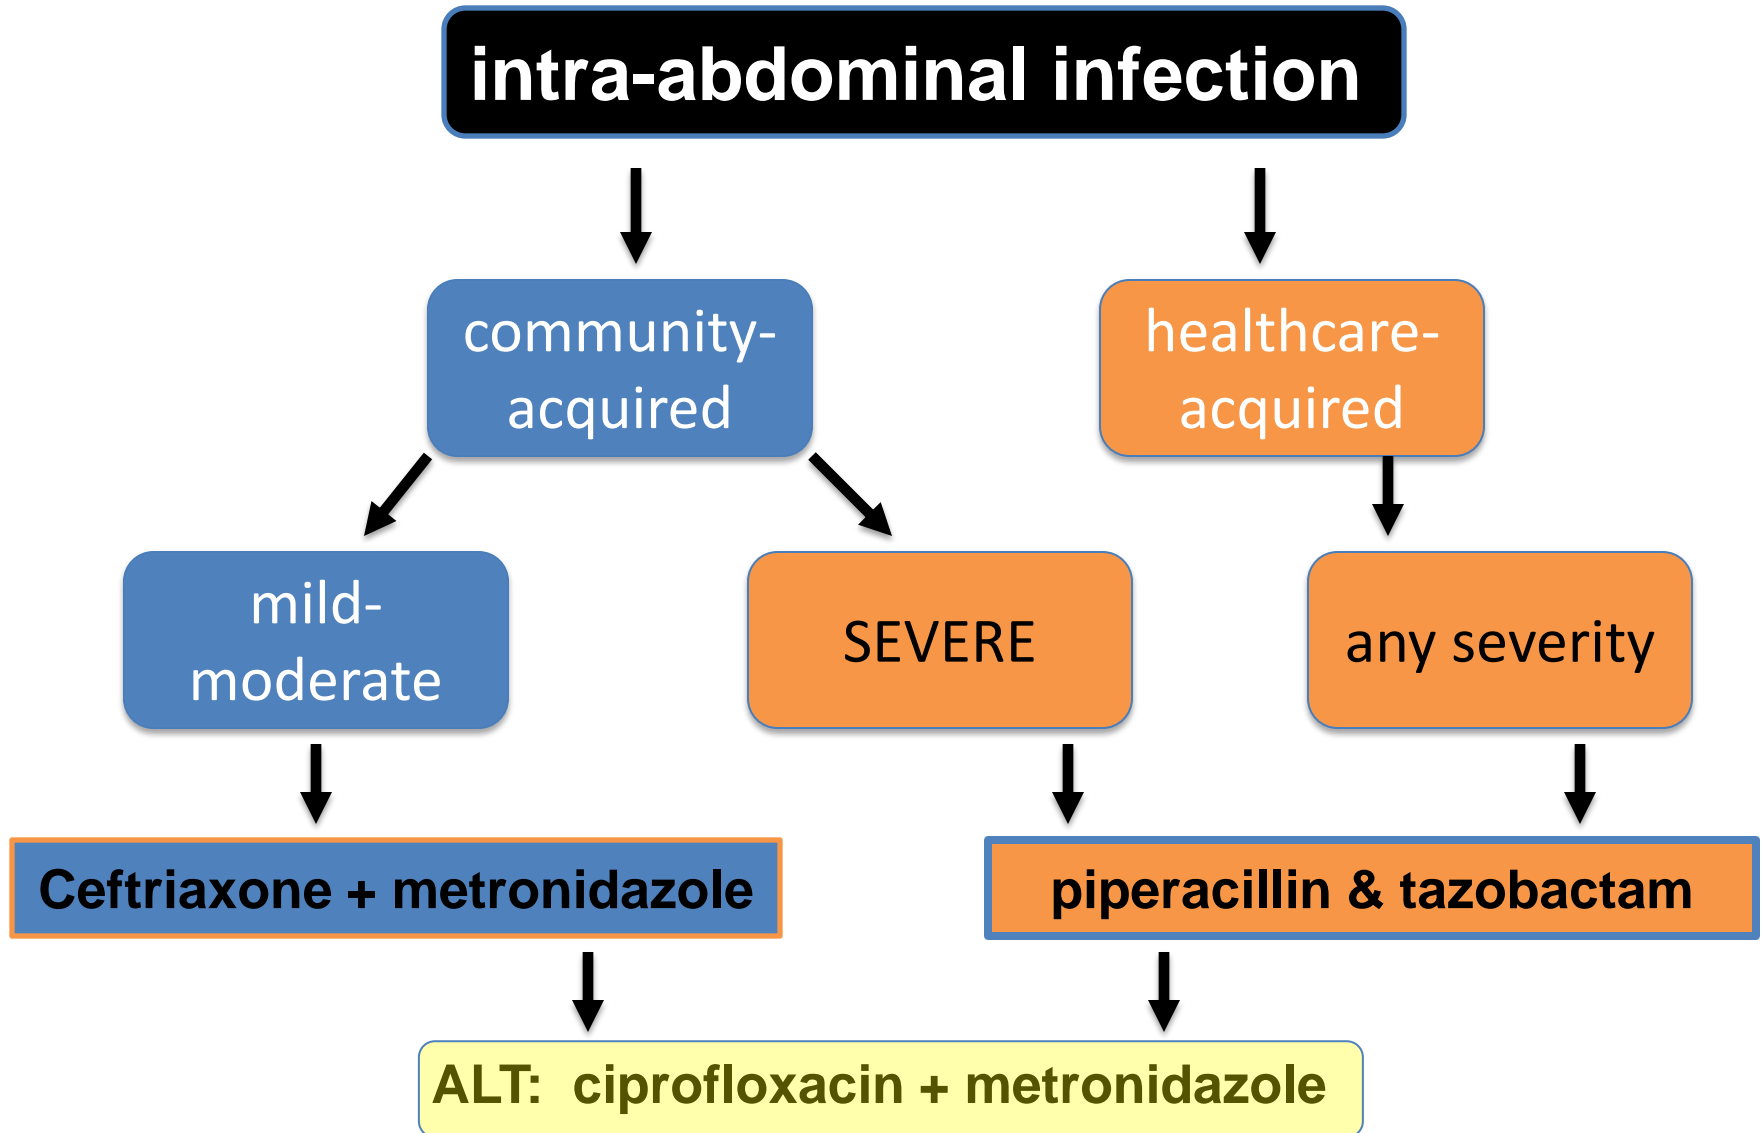 intra-abdominal infection
community-
acquired
healthcare-
acquired
mild-
moderate
SEVERE
any severity
Ceftriaxone + metronidazole
piperacillin & tazobactam
ALT: ciprofloxacin + metronidazole